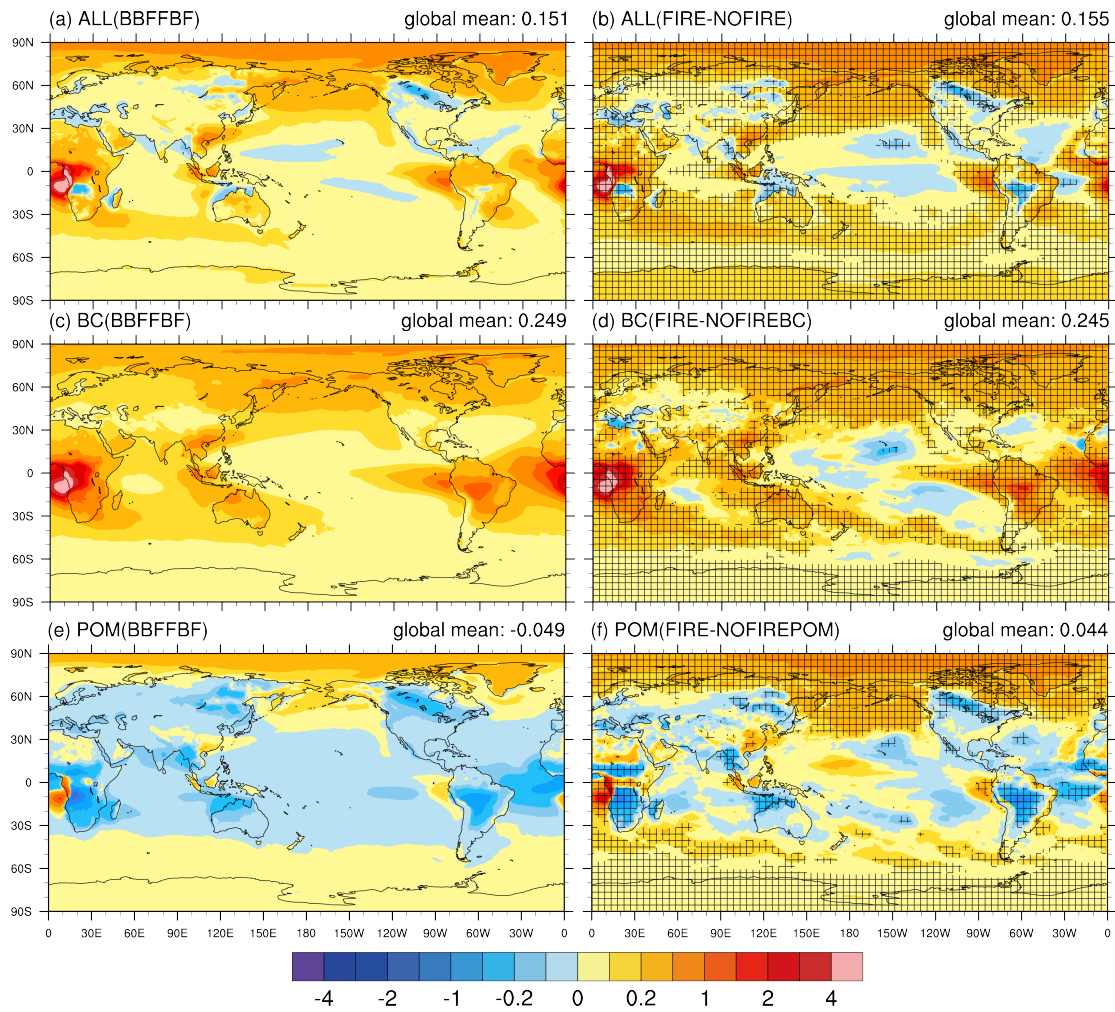 (a) ALL(BBFFBF) global mean: 0.151 (b) ALL(FIRE-NOFIRE) global mean: 0.155
90N
60N
30N
0
30S
60S
90S
(c) BC(BBFFBF) global mean: 0.249 (d) BC(FIRE-NOFIREBC) global mean: 0.245
90N
60N
30N
0
30S
60S
90S
(e) POM(BBFFBF) global mean: -0.049 (f) POM(FIRE-NOFIREPOM) global mean: 0.044
90N
60N
30N
0
30S
60S
90S
0 30E 60E 90E 120E 150E 180 150W 120W 90W 60W 30W 0 0 30E 60E 90E 120E 150E 180 150W 120W 90W 60W 30W 0
-4 -2 -1 -0.2 0 0.2 1 2 4